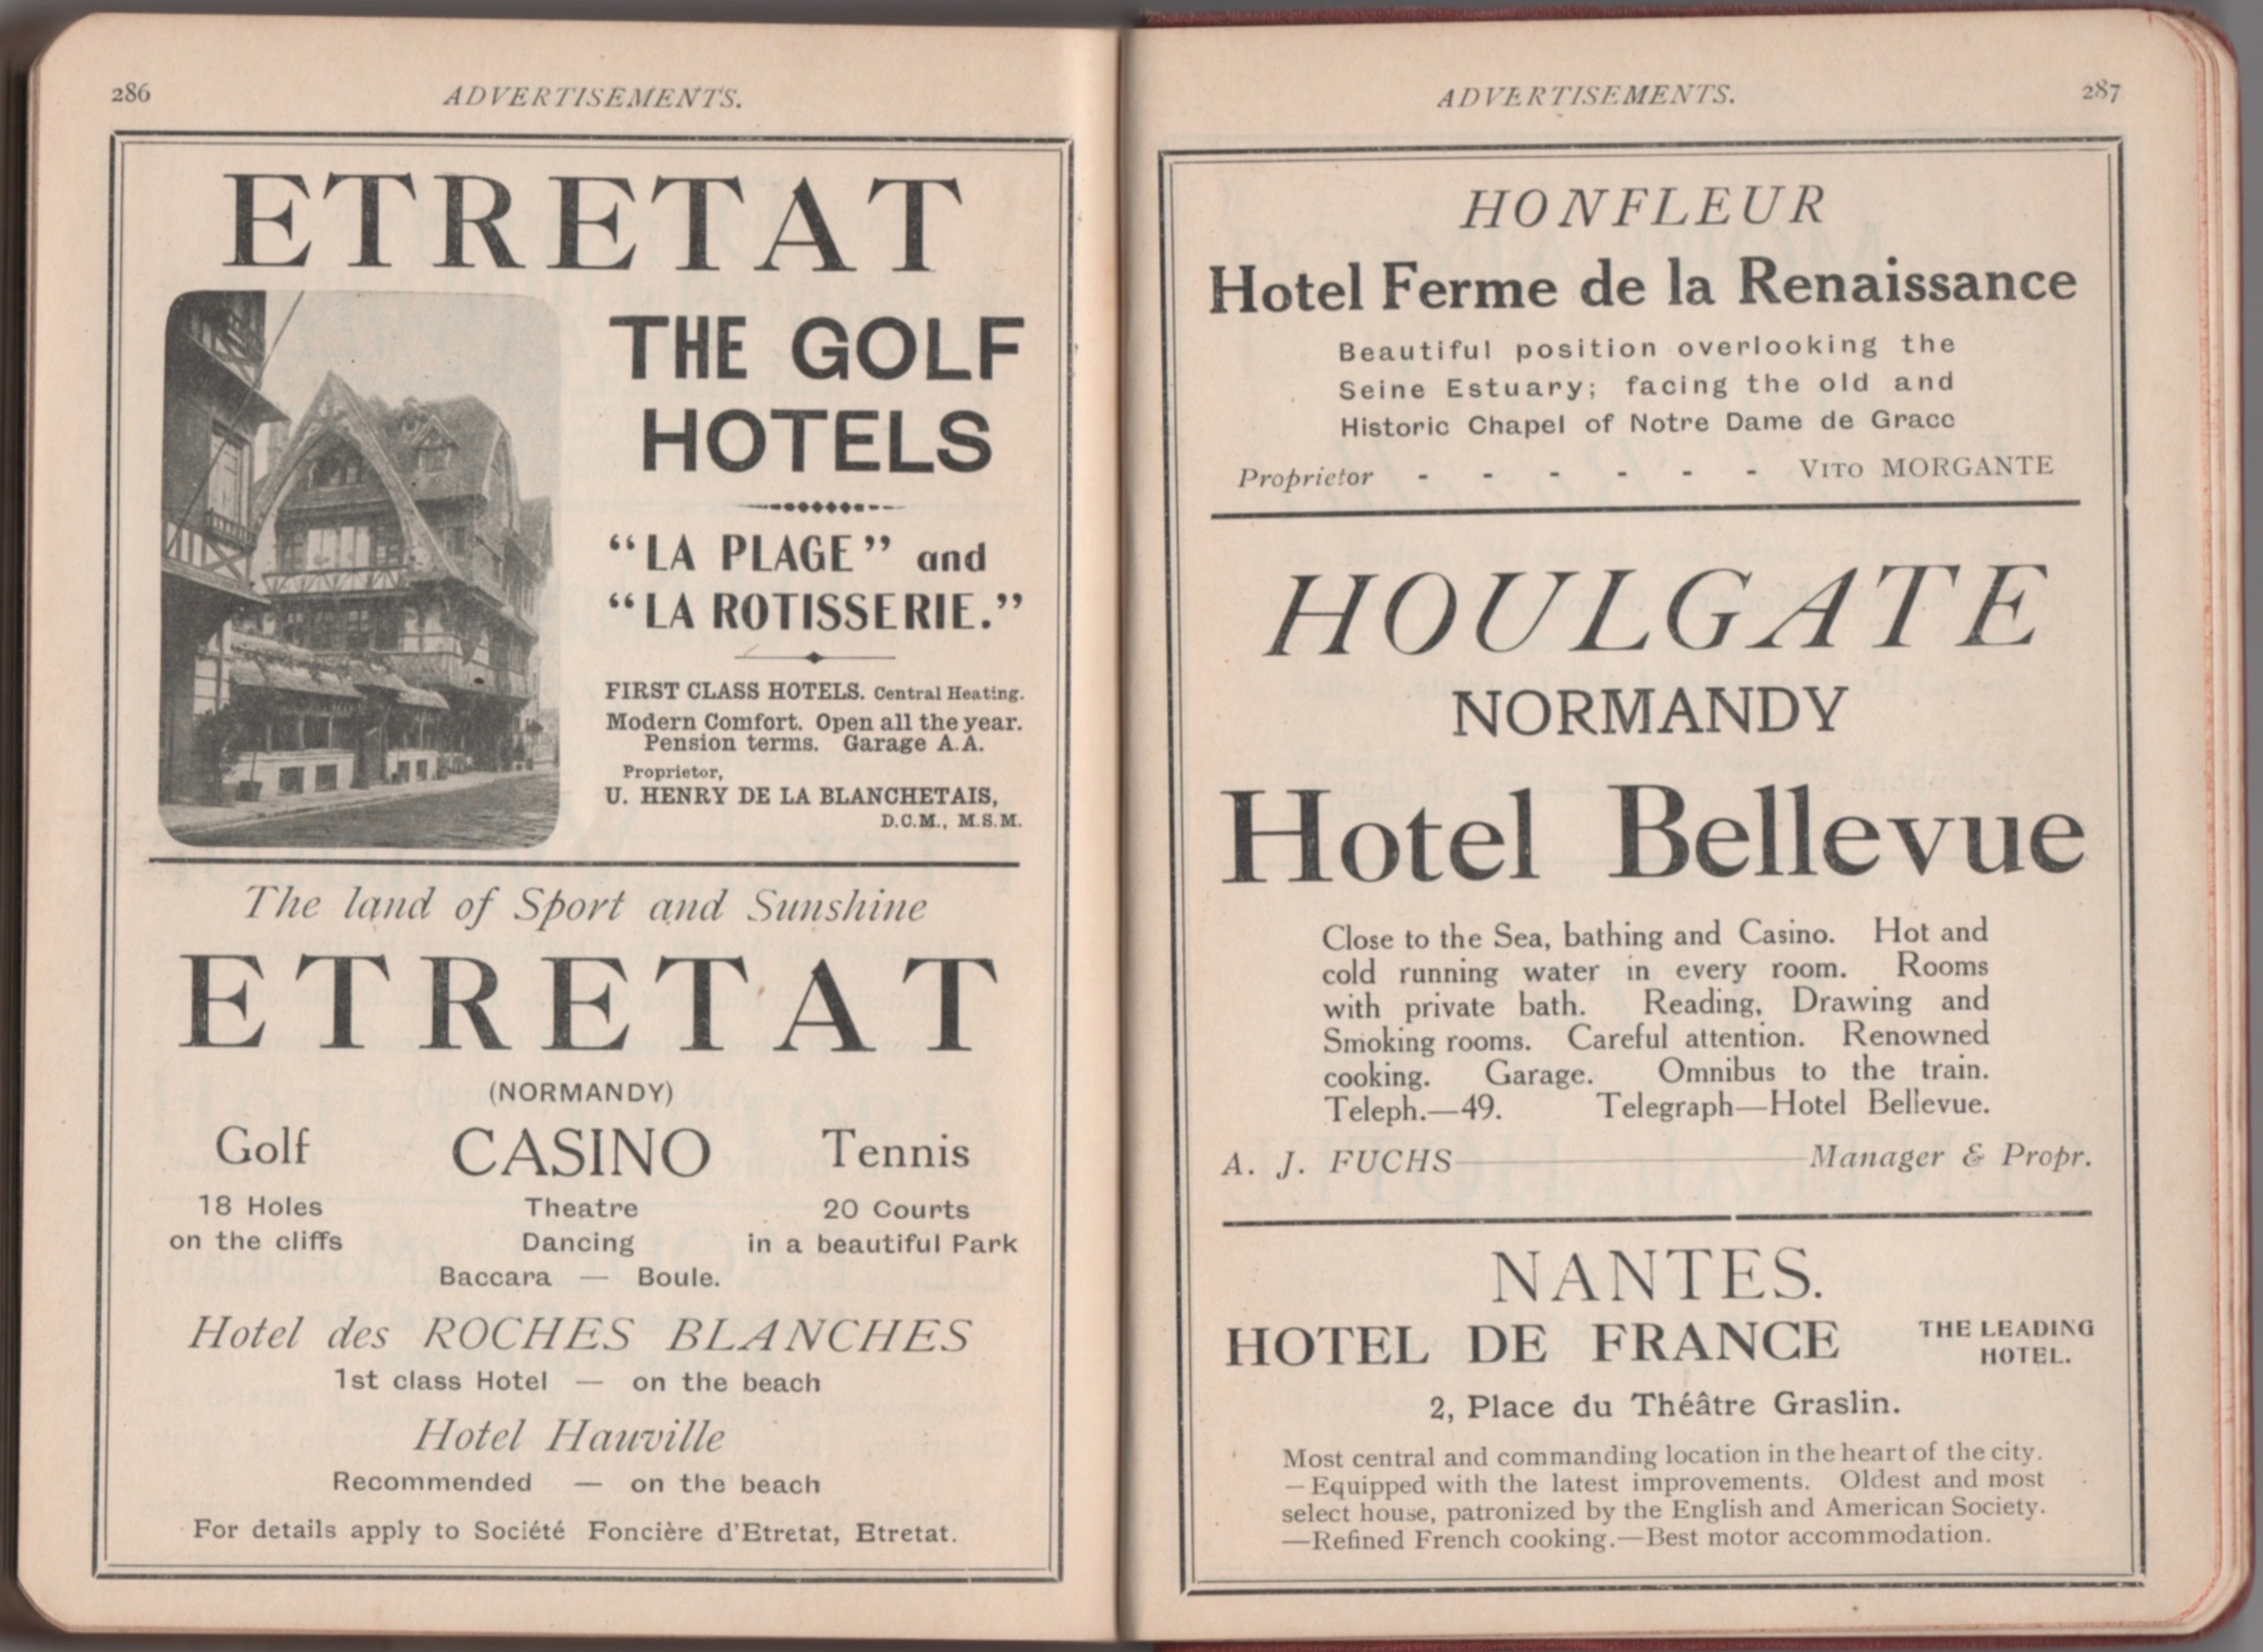 286
ADVERTISEMENTS.
ETRETAT
THE GOLF
HOTELS
“LA PLAGE” and
“LA ROTISSERIE.”
FIRST CLASS HOTELS. Central Heating.
Modern Comfort. Open all the year.
Pension terms. Garage A.A.
Proprietor,
U. HENRY DE LA BLANCHETAIS,
D.C.M., M.S.M.
The land of Sport and Sunshine
ETRETAT
(NORMANDY)
Golf CASINO Tennis
18 Holes Theatre 20 Courts
on the cliffs Dancing in a beautiful Park
Baccara — Boule.
Hotel des ROCHES BLANCHES
1st class Hotel — on the beach
Hotel Hauville
Recommended — on the beach
For details apply to Société Foncière d'Etretat, Etretat.
ADVERTISEMENTS.
287
HONFLEUR
Hotel Ferme de la Renaissance
Beautiful position overlooking the
Seine Estuary; facing the old and
Historic Chapel of Notre Dame de Grace
Proprietor - - - - - - VITO MORGANTE
HOULGATE
NORMANDY
Hotel Bellevue
Close to the Sea, bathing and Casino. Hot and
cold running water in every room. Rooms
with private bath. Reading, Drawing and
Smoking rooms. Careful attention. Renowned
cooking. Garage. Omnibus to the train.
Teleph.—49. Telegraph—Hotel Bellevue.
A. J. FUCHS—Manager & Propr.
NANTES.
HOTEL DE FRANCE THE LEADING
HOTEL.
2, Place du Théâtre Graslin.
Most central and commanding location in the heart of the city.
—Equipped with the latest improvements. Oldest and most
select house, patronized by the English and American Society.
—Refined French cooking.—Best motor accommodation.